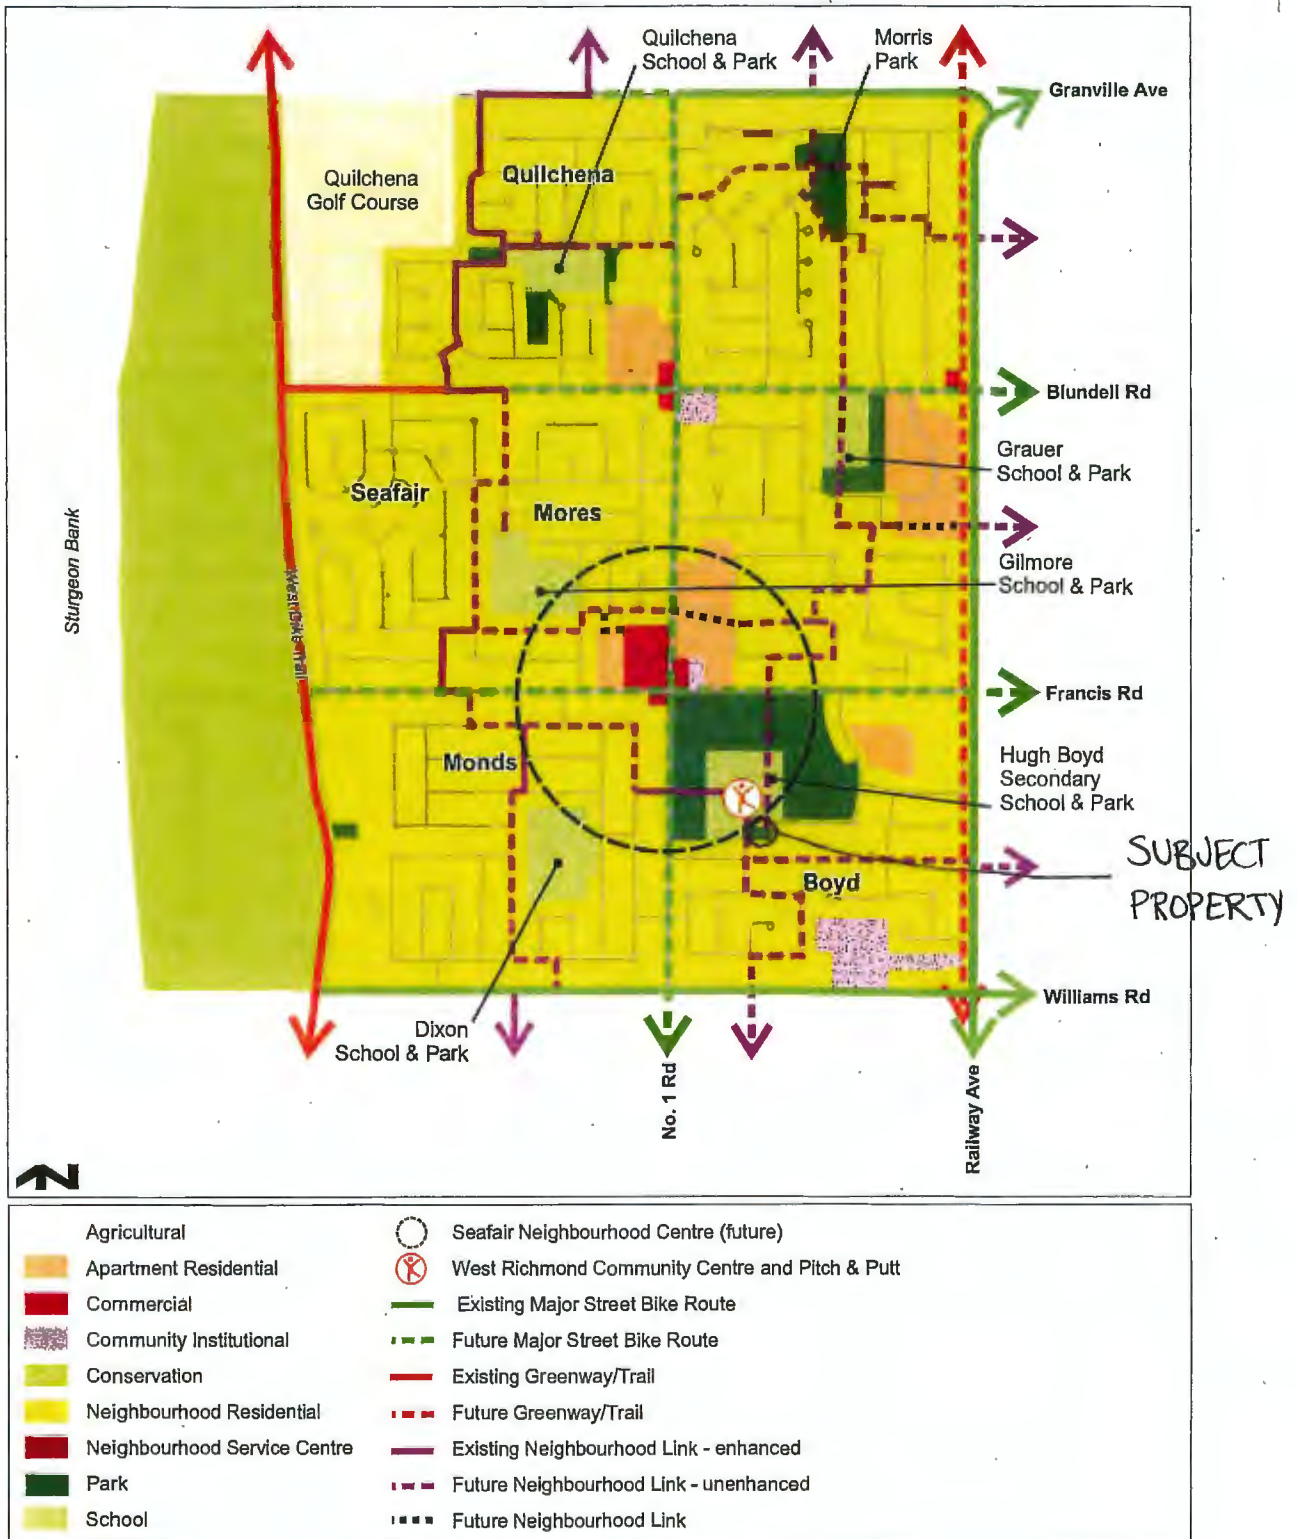 Quilchena
School & Park
Morris
Park
Granville Ave
Quilchena
Golf Course
Quilchena
Blundell Rd
Grauer
School & Park
Seafair
Mores
Sturgeon Bank
West Dike Trail
Gilmore
School & Park
Francis Rd
Monds
Hugh Boyd
Secondary
School & Park
SUBJECT
PROPERTY
Boyd
Williams Rd
Dixon
School & Park
No. 1 Rd
Railway Ave
N
Agricultural
Apartment Residential
Commercial
Community Institutional
Conservation
Neighbourhood Residential
Neighbourhood Service Centre
Park
School
Seafair Neighbourhood Centre (future)
West Richmond Community Centre and Pitch & Putt
Existing Major Street Bike Route
Future Major Street Bike Route
Existing Greenway/Trail
Future Greenway/Trail
Existing Neighbourhood Link - enhanced
Future Neighbourhood Link - unenhanced
Future Neighbourhood Link